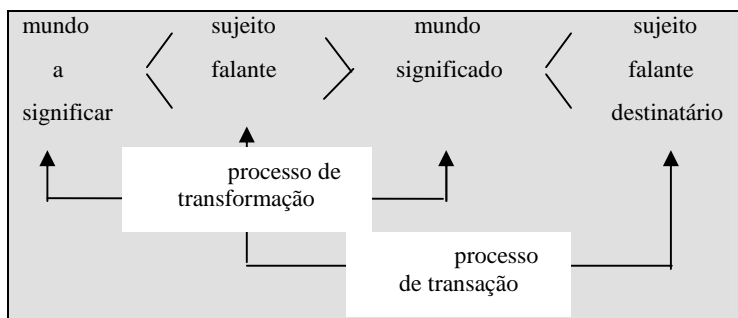 mundo sujeito mundo sujeito
a falante significado falante
significar destinatário
processo de
transformação
processo
de transação